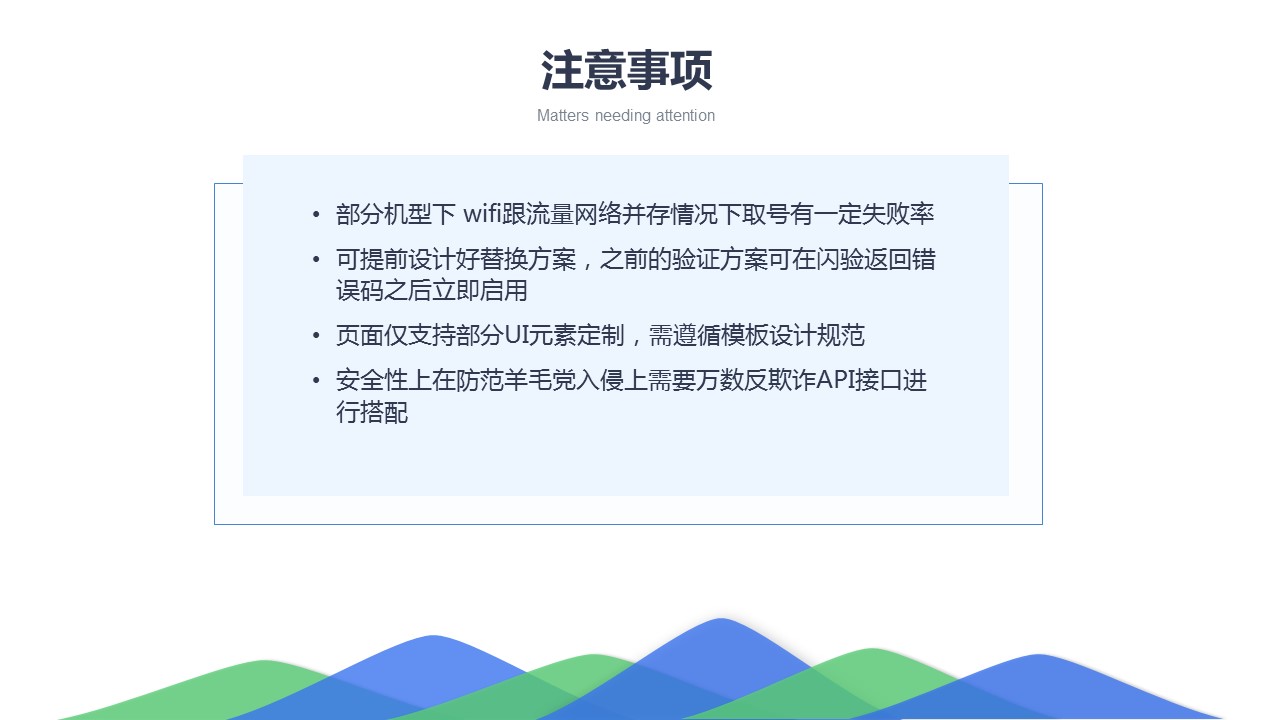 注意事项
Matters needing attention
• 部分机型下 wifi跟流量网络并存情况下取号有一定失败率
• 可提前设计好替换方案，之前的验证方案可在闪验返回错
误码之后立即启用
• 页面仅支持部分UI元素定制，需遵循模板设计规范
• 安全性上在防范羊毛党入侵上需要万数反欺诈API接口进
行搭配